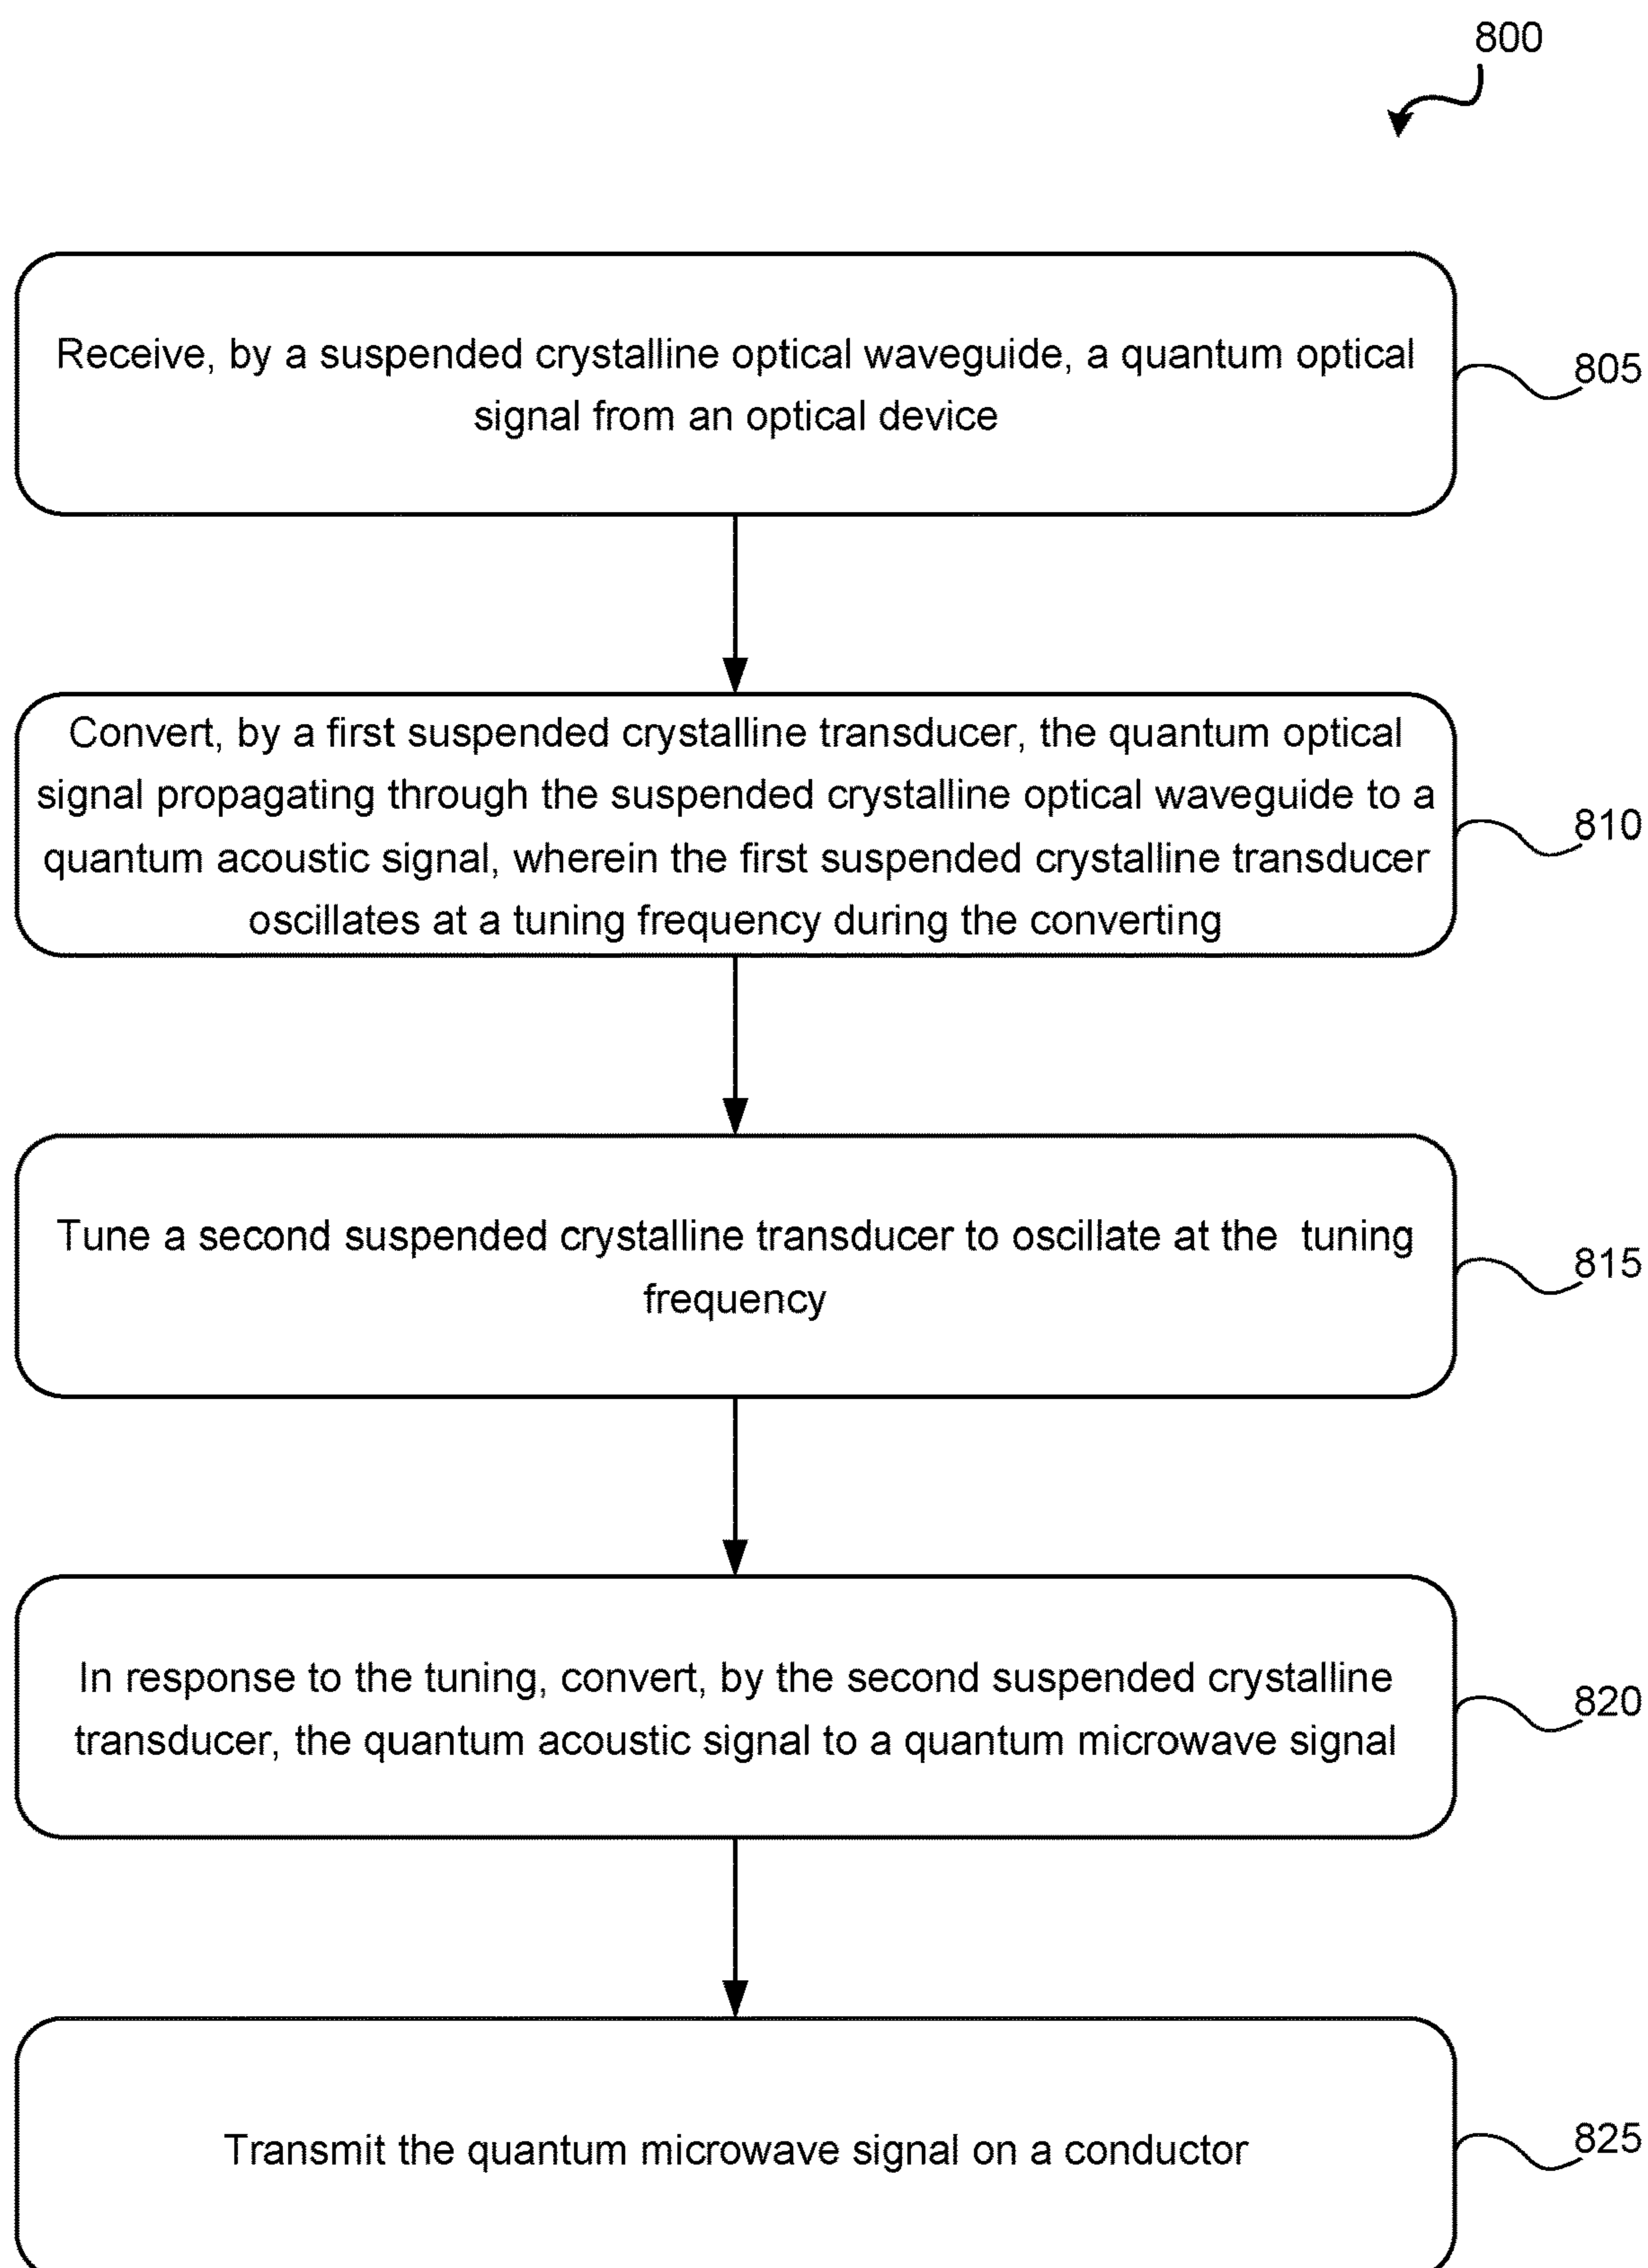 800
Receive, by a suspended crystalline optical waveguide, a quantum optical
signal from an optical device
805
Convert, by a first suspended crystalline transducer, the quantum optical
signal propagating through the suspended crystalline optical waveguide to a
quantum acoustic signal, wherein the first suspended crystalline transducer
oscillates at a tuning frequency during the converting
810
Tune a second suspended crystalline transducer to oscillate at the  tuning
frequency
815
In response to the tuning, convert, by the second suspended crystalline
transducer, the quantum acoustic signal to a quantum microwave signal
820
Transmit the quantum microwave signal on a conductor
825